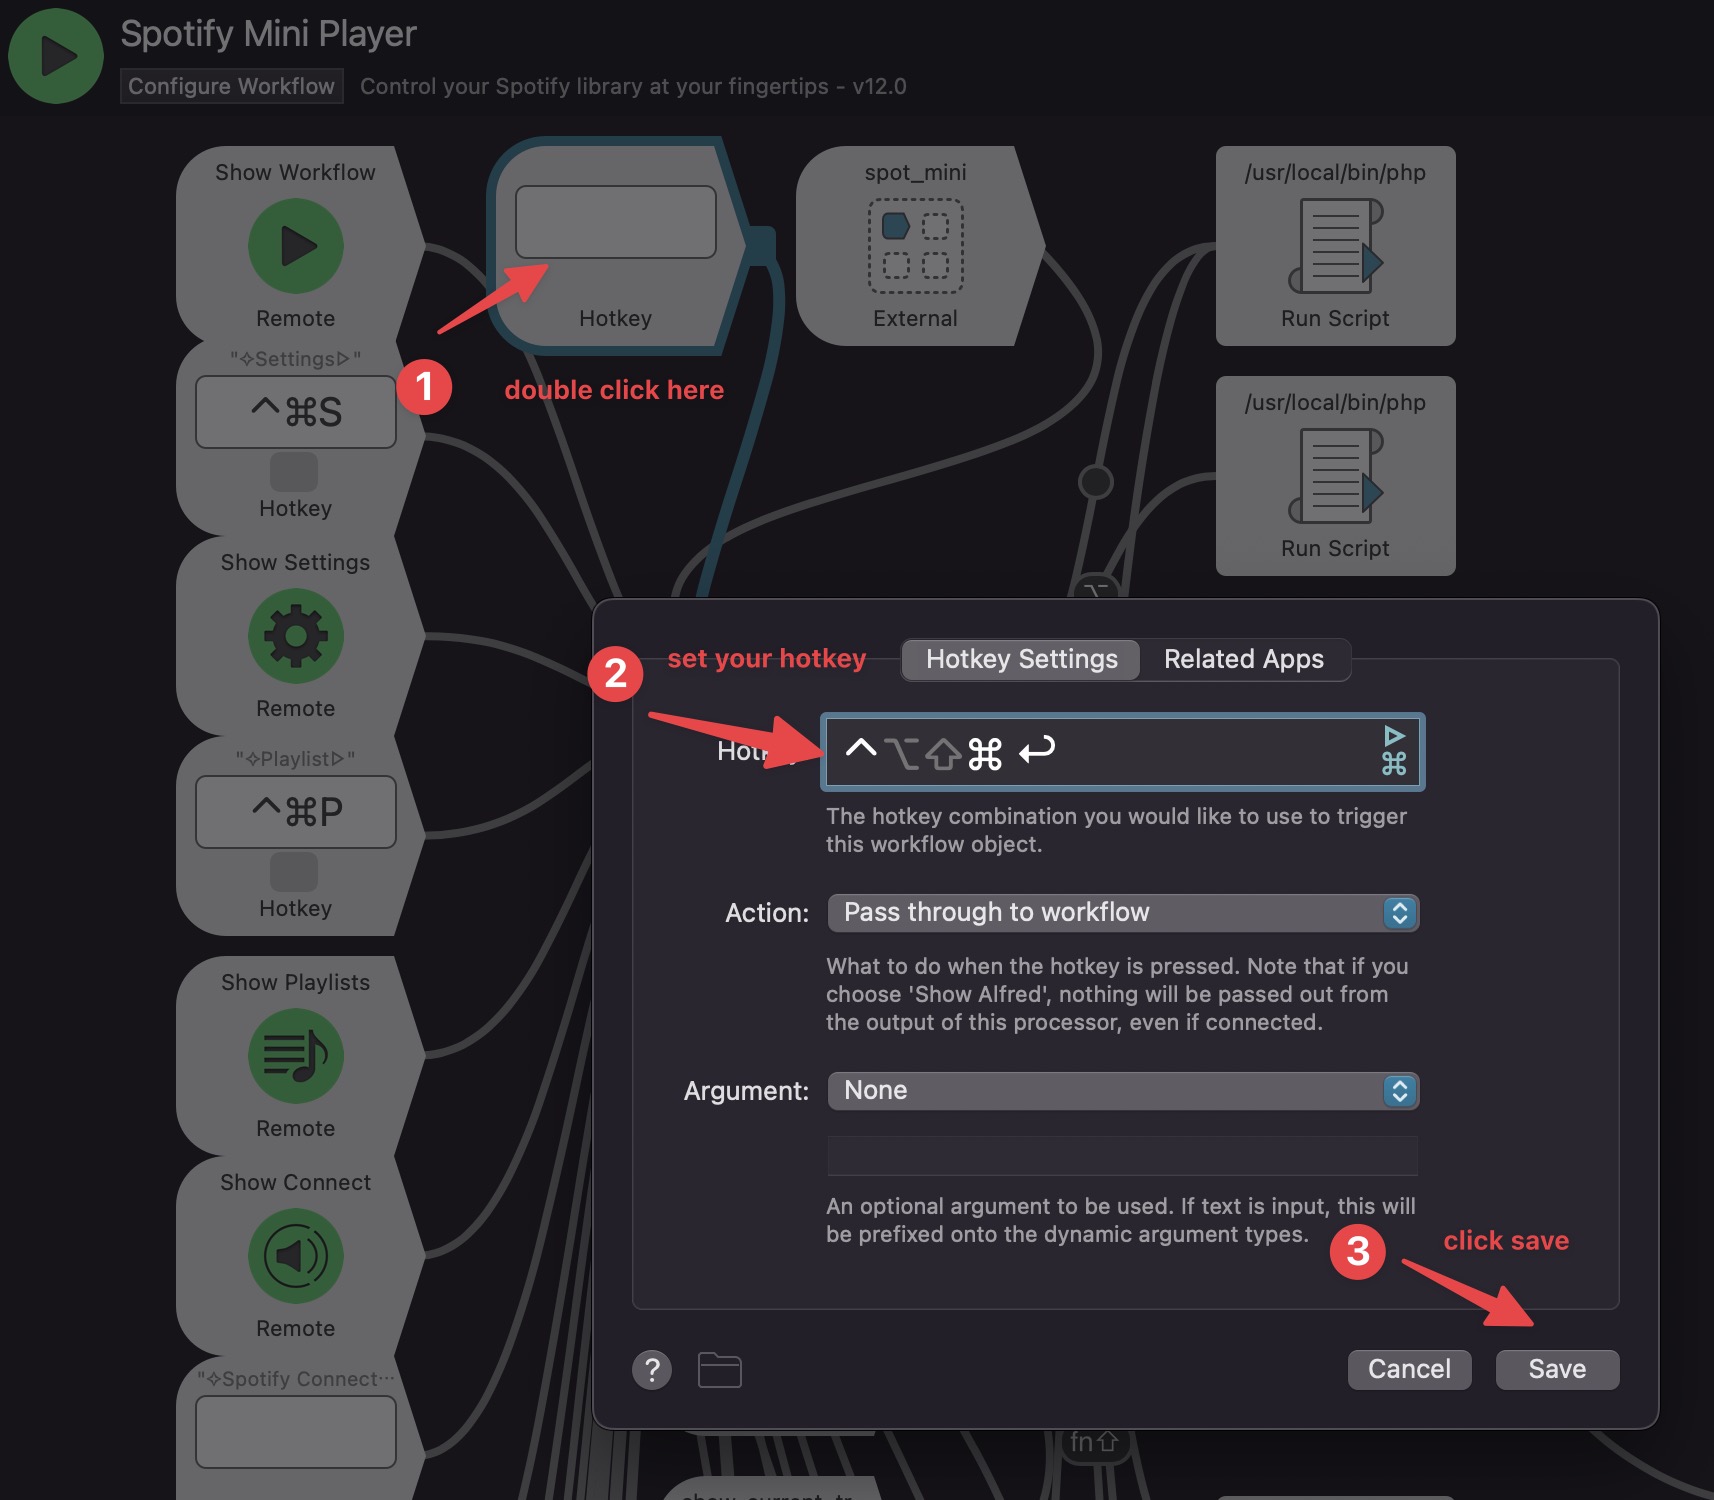 Spotify Mini Player
Configure Workflow
Control your Spotify library at your fingertips - v12.0
Show Workflow
Remote
Hotkey
spot_mini
External
/usr/local/bin/php
Run Script
"✧Settings▷"
^⌘S
Hotkey
1
double click here
/usr/local/bin/php
Run Script
Show Settings
Remote
"✧Playlist▷"
^⌘P
Hotkey
Show Playlists
Remote
Show Connect
Remote
"✧Spotify Connect…
⌥
2
set your hotkey
Hotkey Settings
Related Apps
^⌥⇧⌘ ↩
⌘
The hotkey combination you would like to use to trigger
this workflow object.
Action:
Pass through to workflow
What to do when the hotkey is pressed. Note that if you
choose 'Show Alfred', nothing will be passed out from
the output of this processor, even if connected.
Argument:
None
An optional argument to be used. If text is input, this will
be prefixed onto the dynamic argument types.
3
click save
?
Cancel
Save
fn⇧